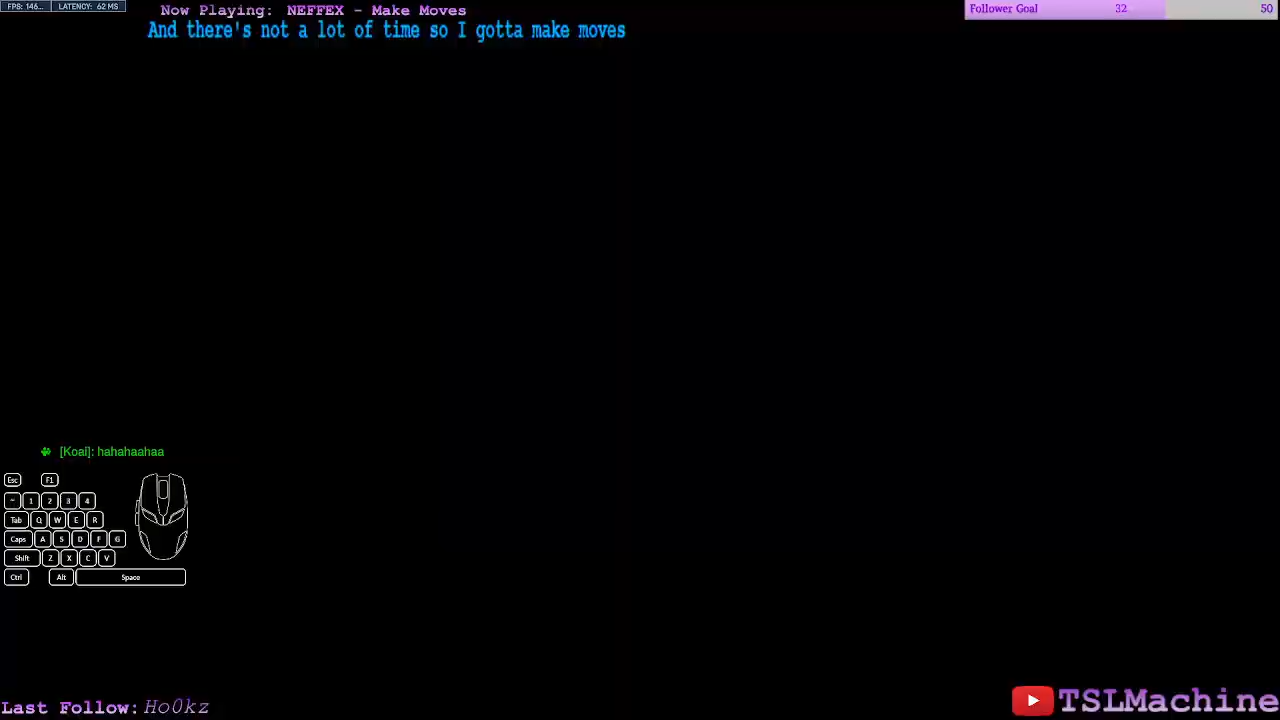 FPS: 146... LATENCY: 62 MS
Now Playing: NEFFEX - Make Moves
Follower Goal 32 50
And there's not a lot of time so I gotta make moves
[Koai]: hahahaahaa
Esc F1
~ 1 2 3 4
Tab Q W E R
Caps A S D F G
Shift Z X C V
Ctrl Alt Space
Last Follow: Ho0kz
TSLMachine